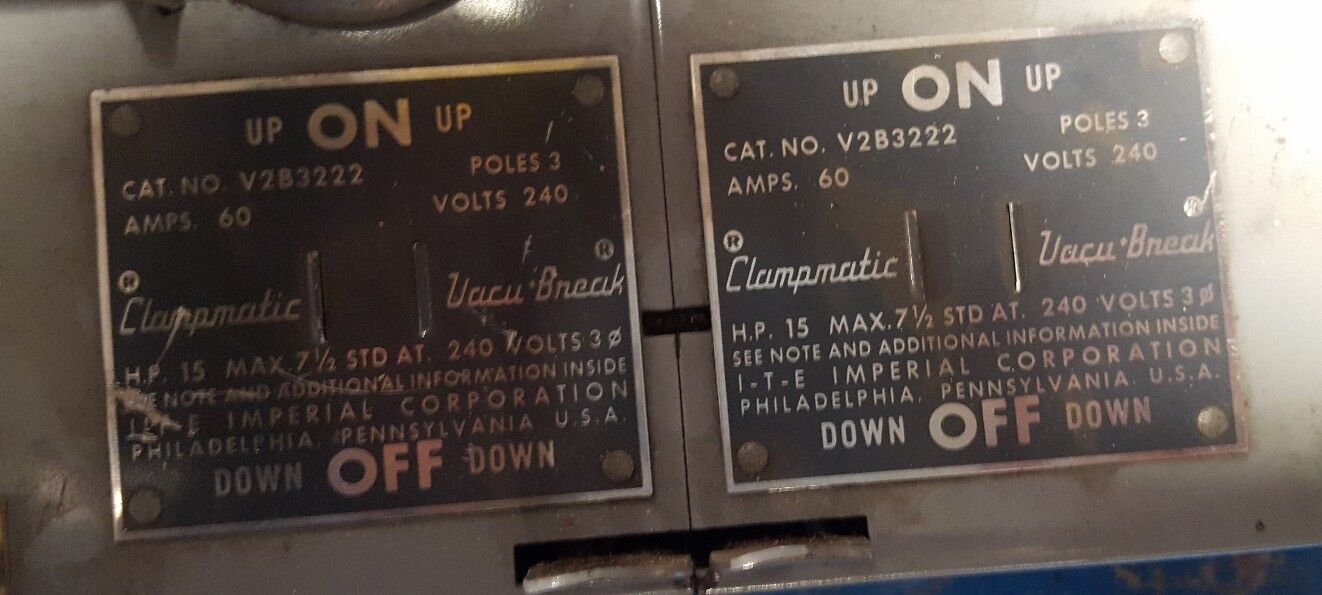 UP ON UP
CAT. NO. V2B3222 POLES 3
AMPS. 60 VOLTS 240
® ®
Clampmatic Vacu·Break
H.P. 15 MAX. 7½ STD AT. 240 VOLTS 3ø
SEE NOTE AND ADDITIONAL INFORMATION INSIDE
I-T-E IMPERIAL CORPORATION
PHILADELPHIA, PENNSYLVANIA U.S.A.
DOWN OFF DOWN
UP ON UP
CAT. NO. V2B3222 POLES 3
AMPS. 60 VOLTS 240
® ®
Clampmatic Vacu·Break
H.P. 15 MAX. 7½ STD AT. 240 VOLTS 3ø
SEE NOTE AND ADDITIONAL INFORMATION INSIDE
I-T-E IMPERIAL CORPORATION
PHILADELPHIA, PENNSYLVANIA. U.S.A.
DOWN OFF DOWN